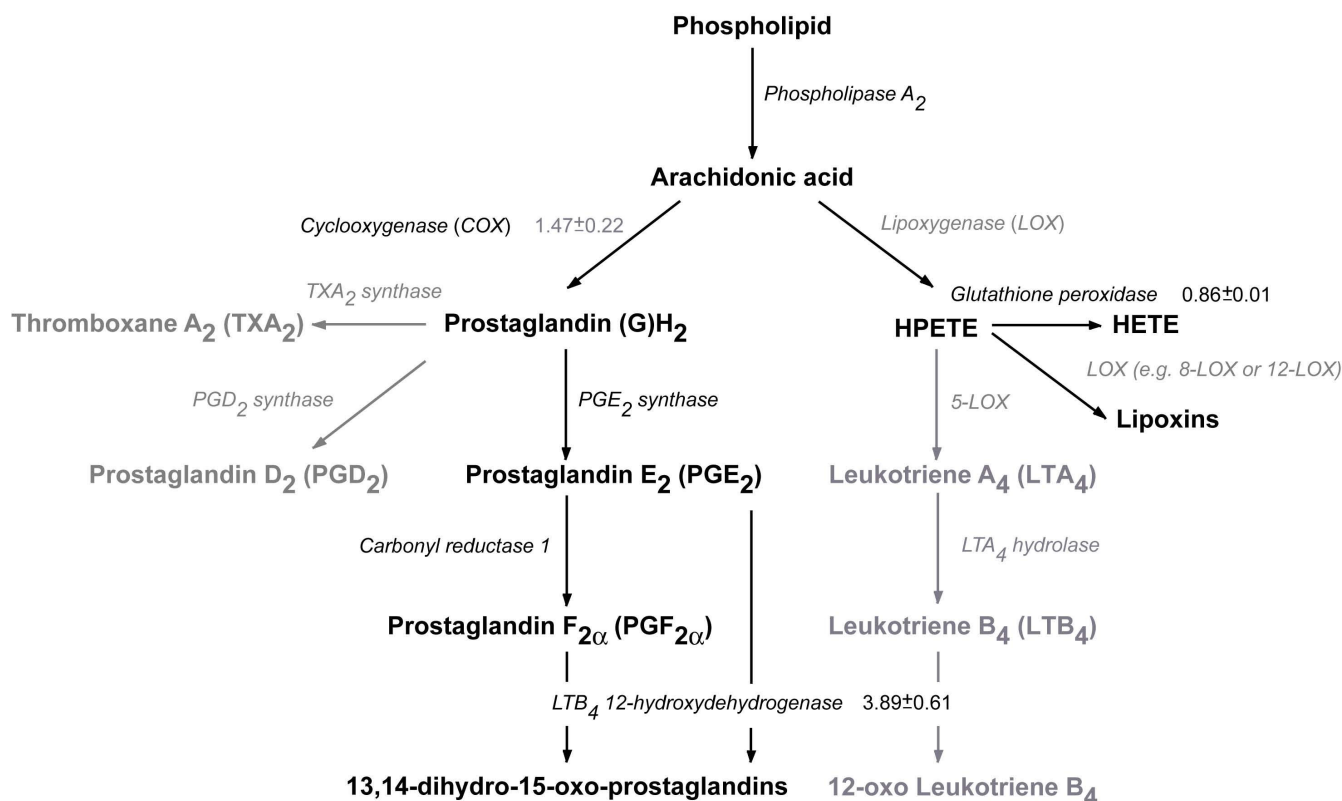 Phospholipid
Phospholipase A2
Arachidonic acid
Cyclooxygenase (COX) 1.47±0.22
Lipoxygenase (LOX)
TXA2 synthase
Glutathione peroxidase 0.86±0.01
Thromboxane A2 (TXA2)
Prostaglandin (G)H2
HPETE
HETE
LOX (e.g. 8-LOX or 12-LOX)
PGD2 synthase
PGE2 synthase
5-LOX
Lipoxins
Prostaglandin D2 (PGD2)
Prostaglandin E2 (PGE2)
Leukotriene A4 (LTA4)
Carbonyl reductase 1
LTA4 hydrolase
Prostaglandin F2α (PGF2α)
Leukotriene B4 (LTB4)
LTB4 12-hydroxydehydrogenase 3.89±0.61
13,14-dihydro-15-oxo-prostaglandins
12-oxo Leukotriene B4